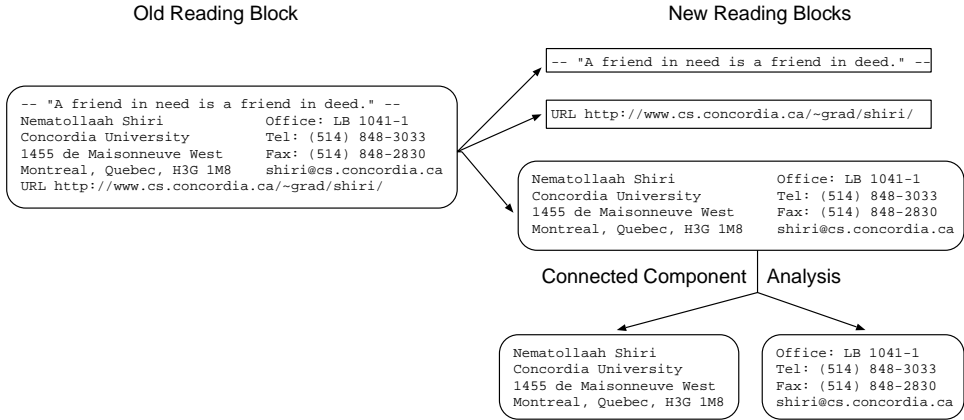 Old Reading Block
New Reading Blocks
-- "A friend in need is a friend in deed." --
Nematollaah Shiri Office: LB 1041-1
Concordia University Tel: (514) 848-3033
1455 de Maisonneuve West Fax: (514) 848-2830
Montreal, Quebec, H3G 1M8 shiri@cs.concordia.ca
URL http://www.cs.concordia.ca/~grad/shiri/
-- "A friend in need is a friend in deed." --
URL http://www.cs.concordia.ca/~grad/shiri/
Nematollaah Shiri Office: LB 1041-1
Concordia University Tel: (514) 848-3033
1455 de Maisonneuve West Fax: (514) 848-2830
Montreal, Quebec, H3G 1M8 shiri@cs.concordia.ca
Connected Component Analysis
Nematollaah Shiri
Concordia University
1455 de Maisonneuve West
Montreal, Quebec, H3G 1M8
Office: LB 1041-1
Tel: (514) 848-3033
Fax: (514) 848-2830
shiri@cs.concordia.ca